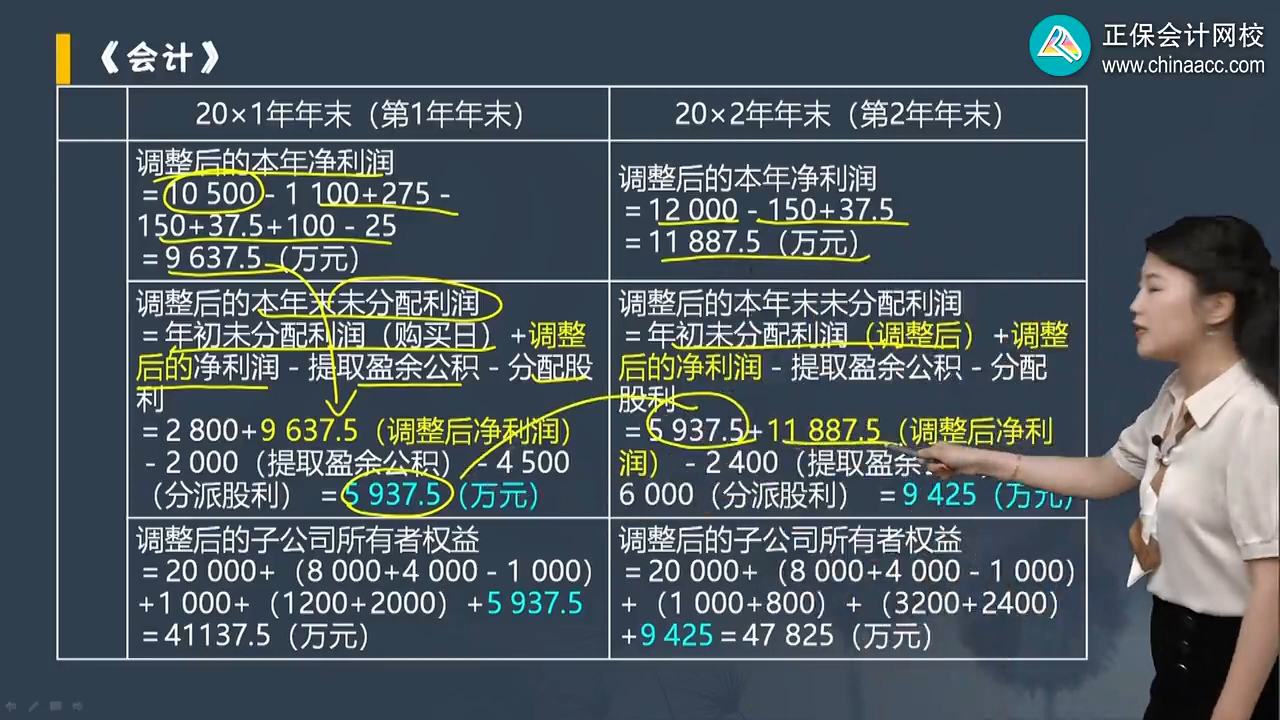 《会计》
正保会计网校
www.chinaacc.com
20×1年年末（第1年年末）
20×2年年末（第2年年末）
调整后的本年净利润
=10 500 - 1 100+275 -
150+37.5+100 - 25
=9 637.5（万元）
调整后的本年净利润
=12 000 - 150+37.5
=11 887.5（万元）
调整后的本年末未分配利润
=年初未分配利润（购买日）+调整
后的净利润 - 提取盈余公积 - 分配股
利
=2 800+9 637.5（调整后净利润）
- 2 000（提取盈余公积） - 4 500
（分派股利） =5 937.5（万元）
调整后的本年末未分配利润
=年初未分配利润（调整后）+调整
后的净利润 - 提取盈余公积 - 分配
股利
=5 937.5+11 887.5（调整后净利
润） - 2 400（提取盈余
6 000（分派股利） =9 425（万元）
调整后的子公司所有者权益
=20 000+（8 000+4 000 - 1 000）
+1 000+（1200+2000）+5 937.5
=41137.5（万元）
调整后的子公司所有者权益
=20 000+（8 000+4 000 - 1 000）
+（1 000+800）+（3200+2400）
+9 425=47 825（万元）